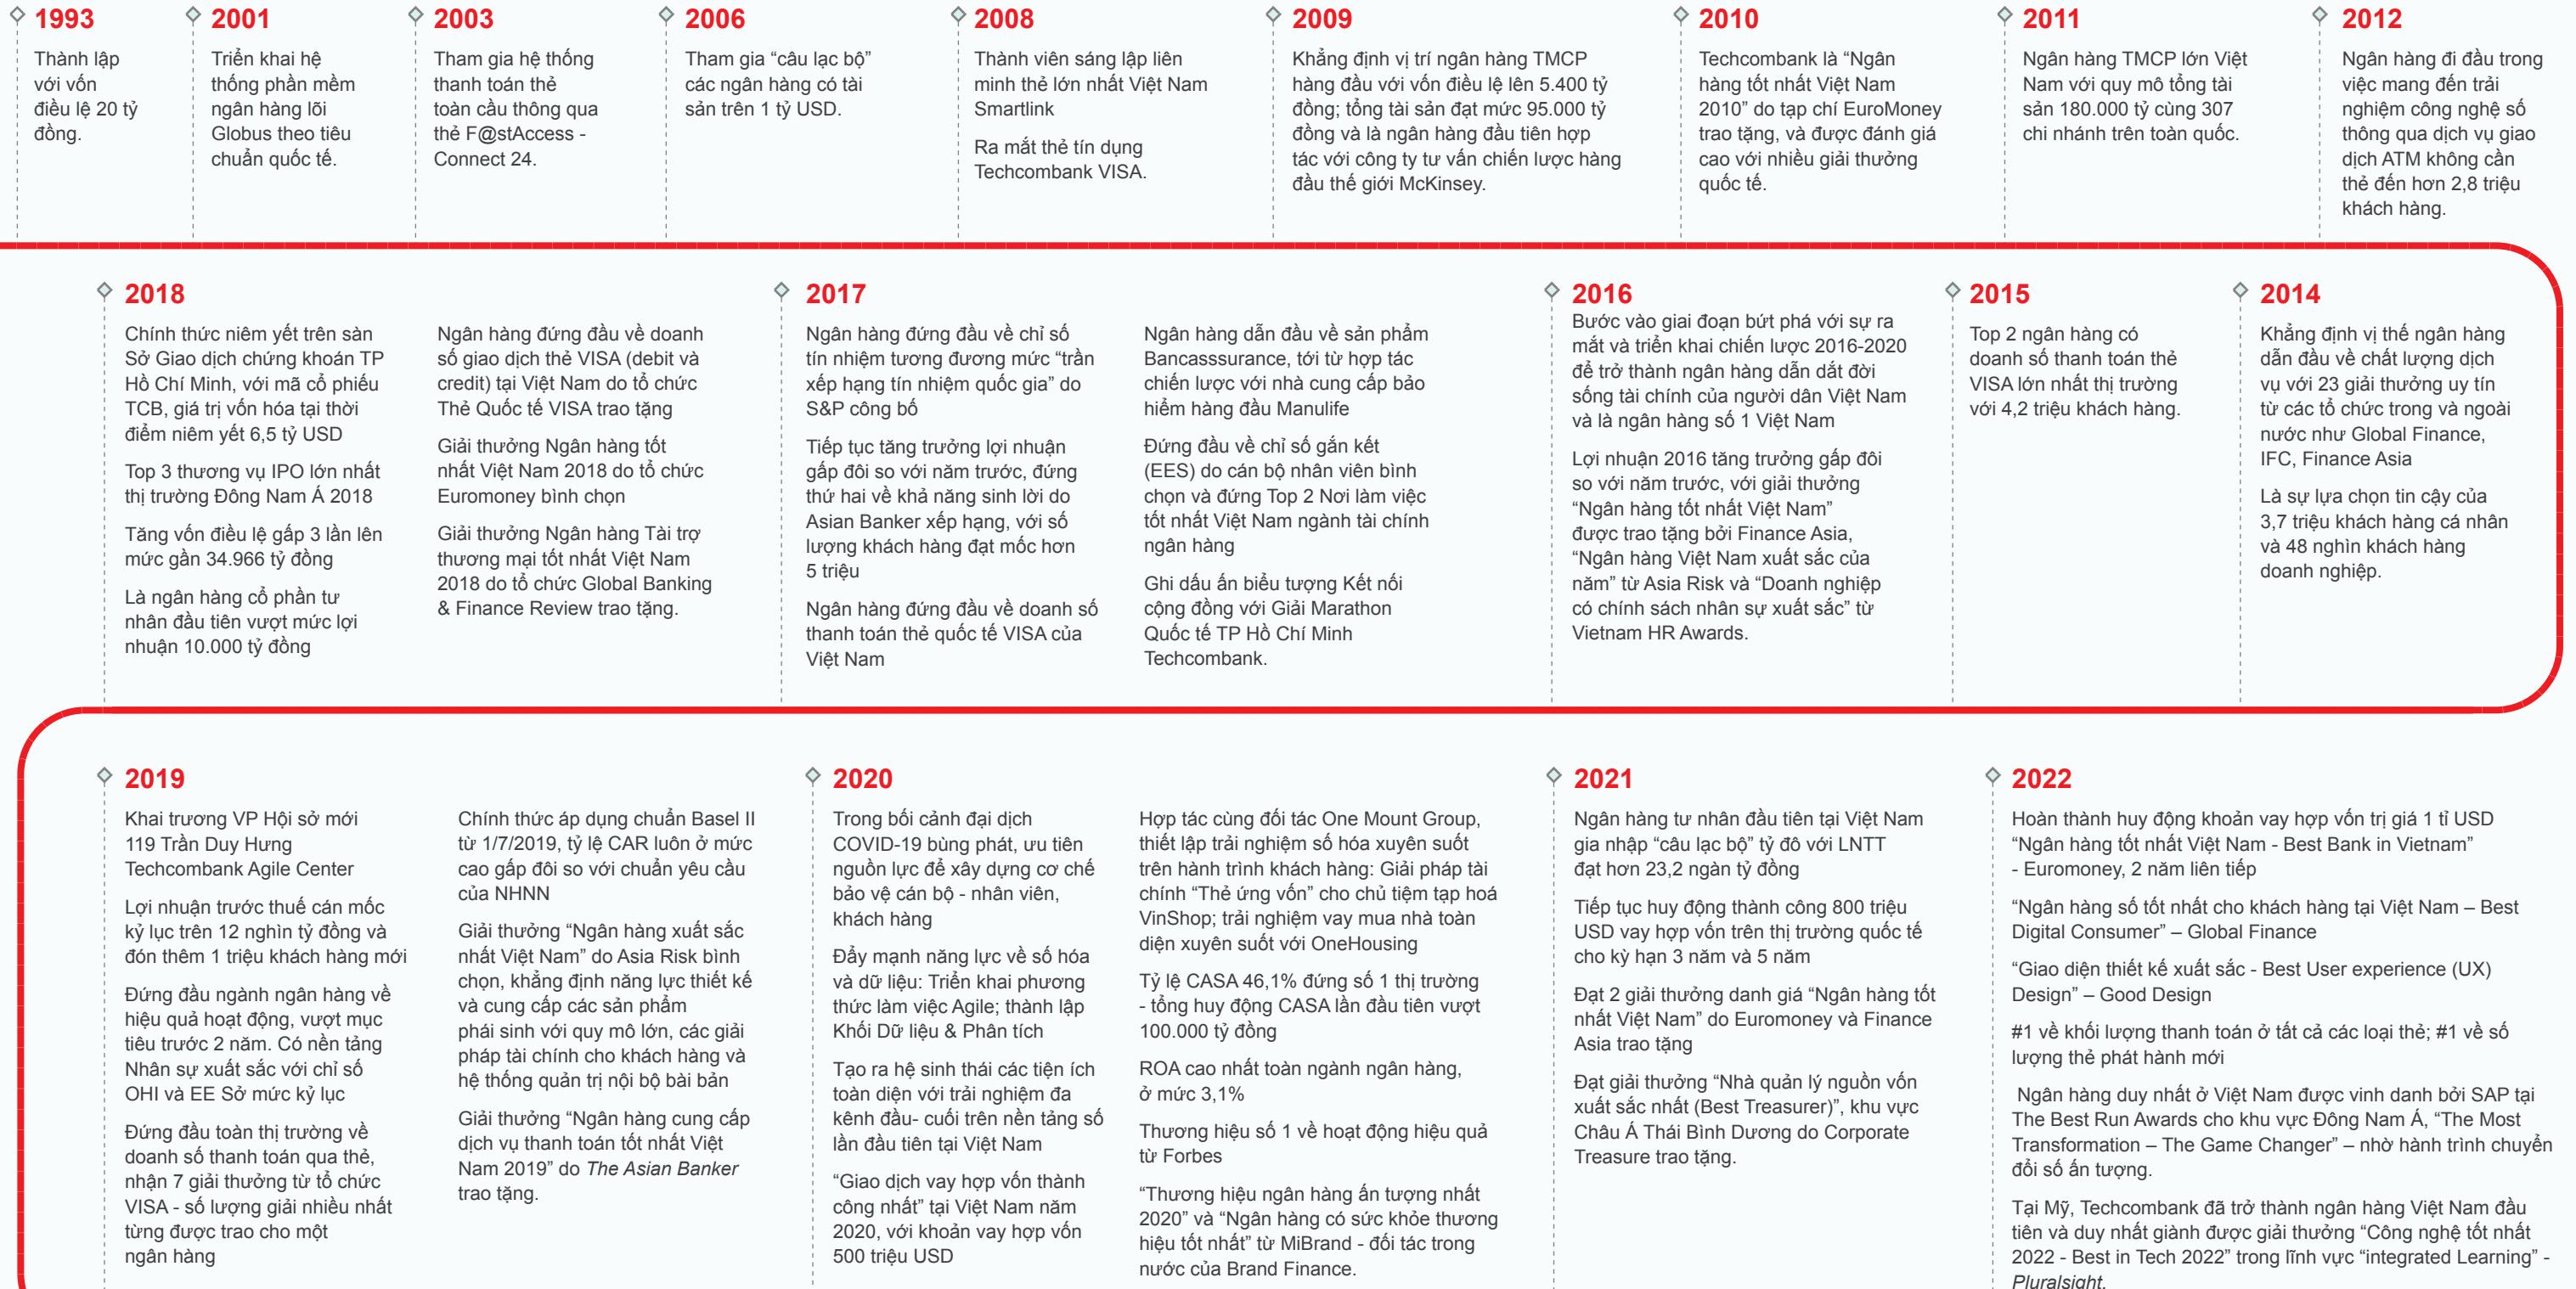 1993
Thành lập
với vốn
điều lệ 20 tỷ
đồng.
2001
Triển khai hệ
thống phần mềm
ngân hàng lõi
Globus theo tiêu
chuẩn quốc tế.
2003
Tham gia hệ thống
thanh toán thẻ
toàn cầu thông qua
thẻ F@stAccess -
Connect 24.
2006
Tham gia “câu lạc bộ”
các ngân hàng có tài
sản trên 1 tỷ USD.
2008
Thành viên sáng lập liên
minh thẻ lớn nhất Việt Nam
Smartlink
Ra mắt thẻ tín dụng
Techcombank VISA.
2009
Khẳng định vị trí ngân hàng TMCP
hàng đầu với vốn điều lệ lên 5.400 tỷ
đồng; tổng tài sản đạt mức 95.000 tỷ
đồng và là ngân hàng đầu tiên hợp
tác với công ty tư vấn chiến lược hàng
đầu thế giới McKinsey.
2010
Techcombank là “Ngân
hàng tốt nhất Việt Nam
2010” do tạp chí EuroMoney
trao tặng, và được đánh giá
cao với nhiều giải thưởng
quốc tế.
2011
Ngân hàng TMCP lớn Việt
Nam với quy mô tổng tài
sản 180.000 tỷ cùng 307
chi nhánh trên toàn quốc.
2012
Ngân hàng đi đầu trong
việc mang đến trải
nghiệm công nghệ số
thông qua dịch vụ giao
dịch ATM không cần
thẻ đến hơn 2,8 triệu
khách hàng.
2018
Chính thức niêm yết trên sàn
Sở Giao dịch chứng khoán TP
Hồ Chí Minh, với mã cổ phiếu
TCB, giá trị vốn hóa tại thời
điểm niêm yết 6,5 tỷ USD
Top 3 thương vụ IPO lớn nhất
thị trường Đông Nam Á 2018
Tăng vốn điều lệ gấp 3 lần lên
mức gần 34.966 tỷ đồng
Là ngân hàng cổ phần tư
nhân đầu tiên vượt mức lợi
nhuận 10.000 tỷ đồng
Ngân hàng đứng đầu về doanh
số giao dịch thẻ VISA (debit và
credit) tại Việt Nam do tổ chức
Thẻ Quốc tế VISA trao tặng
Giải thưởng Ngân hàng tốt
nhất Việt Nam 2018 do tổ chức
Euromoney bình chọn
Giải thưởng Ngân hàng Tài trợ
thương mại tốt nhất Việt Nam
2018 do tổ chức Global Banking
& Finance Review trao tặng.
2017
Ngân hàng đứng đầu về chỉ số
tín nhiệm tương đương mức “trần
xếp hạng tín nhiệm quốc gia” do
S&P công bố
Tiếp tục tăng trưởng lợi nhuận
gấp đôi so với năm trước, đứng
thứ hai về khả năng sinh lời do
Asian Banker xếp hạng, với số
lượng khách hàng đạt mốc hơn
5 triệu
Ngân hàng đứng đầu về doanh số
thanh toán thẻ quốc tế VISA của
Việt Nam
Ngân hàng dẫn đầu về sản phẩm
Bancasssurance, tới từ hợp tác
chiến lược với nhà cung cấp bảo
hiểm hàng đầu Manulife
Đứng đầu về chỉ số gắn kết
(EES) do cán bộ nhân viên bình
chọn và đứng Top 2 Nơi làm việc
tốt nhất Việt Nam ngành tài chính
ngân hàng
Ghi dấu ấn biểu tượng Kết nối
cộng đồng với Giải Marathon
Quốc tế TP Hồ Chí Minh
Techcombank.
2016
Bước vào giai đoạn bứt phá với sự ra
mắt và triển khai chiến lược 2016-2020
để trở thành ngân hàng dẫn dắt đời
sống tài chính của người dân Việt Nam
và là ngân hàng số 1 Việt Nam
Lợi nhuận 2016 tăng trưởng gấp đôi
so với năm trước, với giải thưởng
“Ngân hàng tốt nhất Việt Nam”
được trao tặng bởi Finance Asia,
“Ngân hàng Việt Nam xuất sắc của
năm” từ Asia Risk và “Doanh nghiệp
có chính sách nhân sự xuất sắc” từ
Vietnam HR Awards.
2015
Top 2 ngân hàng có
doanh số thanh toán thẻ
VISA lớn nhất thị trường
với 4,2 triệu khách hàng.
2014
Khẳng định vị thế ngân hàng
dẫn đầu về chất lượng dịch
vụ với 23 giải thưởng uy tín
từ các tổ chức trong và ngoài
nước như Global Finance,
IFC, Finance Asia
Là sự lựa chọn tin cậy của
3,7 triệu khách hàng cá nhân
và 48 nghìn khách hàng
doanh nghiệp.
2019
Khai trương VP Hội sở mới
119 Trần Duy Hưng
Techcombank Agile Center
Lợi nhuận trước thuế cán mốc
kỷ lục trên 12 nghìn tỷ đồng và
đón thêm 1 triệu khách hàng mới
Đứng đầu ngành ngân hàng về
hiệu quả hoạt động, vượt mục
tiêu trước 2 năm. Có nền tảng
Nhân sự xuất sắc với chỉ số
OHI và EE Sở mức kỷ lục
Đứng đầu toàn thị trường về
doanh số thanh toán qua thẻ,
nhận 7 giải thưởng từ tổ chức
VISA - số lượng giải nhiều nhất
từng được trao cho một
ngân hàng
Chính thức áp dụng chuẩn Basel II
từ 1/7/2019, tỷ lệ CAR luôn ở mức
cao gấp đôi so với chuẩn yêu cầu
của NHNN
Giải thưởng “Ngân hàng xuất sắc
nhất Việt Nam” do Asia Risk bình
chọn, khẳng định năng lực thiết kế
và cung cấp các sản phẩm
phái sinh với quy mô lớn, các giải
pháp tài chính cho khách hàng và
hệ thống quản trị nội bộ bài bản
Giải thưởng “Ngân hàng cung cấp
dịch vụ thanh toán tốt nhất Việt
Nam 2019” do The Asian Banker
trao tặng.
2020
Trong bối cảnh đại dịch
COVID-19 bùng phát, ưu tiên
nguồn lực để xây dựng cơ chế
bảo vệ cán bộ - nhân viên,
khách hàng
Đẩy mạnh năng lực về số hóa
và dữ liệu: Triển khai phương
thức làm việc Agile; thành lập
Khối Dữ liệu & Phân tích
Tạo ra hệ sinh thái các tiện ích
toàn diện với trải nghiệm đa
kênh đầu- cuối trên nền tảng số
lần đầu tiên tại Việt Nam
“Giao dịch vay hợp vốn thành
công nhất” tại Việt Nam năm
2020, với khoản vay hợp vốn
500 triệu USD
Hợp tác cùng đối tác One Mount Group,
thiết lập trải nghiệm số hóa xuyên suốt
trên hành trình khách hàng: Giải pháp tài
chính “Thẻ ứng vốn” cho chủ tiệm tạp hoá
VinShop; trải nghiệm vay mua nhà toàn
diện xuyên suốt với OneHousing
Tỷ lệ CASA 46,1% đứng số 1 thị trường
- tổng huy động CASA lần đầu tiên vượt
100.000 tỷ đồng
ROA cao nhất toàn ngành ngân hàng,
ở mức 3,1%
Thương hiệu số 1 về hoạt động hiệu quả
từ Forbes
“Thương hiệu ngân hàng ấn tượng nhất
2020” và “Ngân hàng có sức khỏe thương
hiệu tốt nhất” từ MiBrand - đối tác trong
nước của Brand Finance.
2021
Ngân hàng tư nhân đầu tiên tại Việt Nam
gia nhập “câu lạc bộ” tỷ đô với LNTT
đạt hơn 23,2 ngàn tỷ đồng
Tiếp tục huy động thành công 800 triệu
USD vay hợp vốn trên thị trường quốc tế
cho kỳ hạn 3 năm và 5 năm
Đạt 2 giải thưởng danh giá “Ngân hàng tốt
nhất Việt Nam” do Euromoney và Finance
Asia trao tặng
Đạt giải thưởng “Nhà quản lý nguồn vốn
xuất sắc nhất (Best Treasurer)”, khu vực
Châu Á Thái Bình Dương do Corporate
Treasure trao tặng.
2022
Hoàn thành huy động khoản vay hợp vốn trị giá 1 tỉ USD
“Ngân hàng tốt nhất Việt Nam - Best Bank in Vietnam”
- Euromoney, 2 năm liên tiếp
“Ngân hàng số tốt nhất cho khách hàng tại Việt Nam – Best
Digital Consumer” – Global Finance
“Giao diện thiết kế xuất sắc - Best User experience (UX)
Design” – Good Design
#1 về khối lượng thanh toán ở tất cả các loại thẻ; #1 về số
lượng thẻ phát hành mới
Ngân hàng duy nhất ở Việt Nam được vinh danh bởi SAP tại
The Best Run Awards cho khu vực Đông Nam Á, “The Most
Transformation – The Game Changer” – nhờ hành trình chuyển
đổi số ấn tượng.
Tại Mỹ, Techcombank đã trở thành ngân hàng Việt Nam đầu
tiên và duy nhất giành được giải thưởng “Công nghệ tốt nhất
2022 - Best in Tech 2022” trong lĩnh vực “integrated Learning” -
Pluralsight.